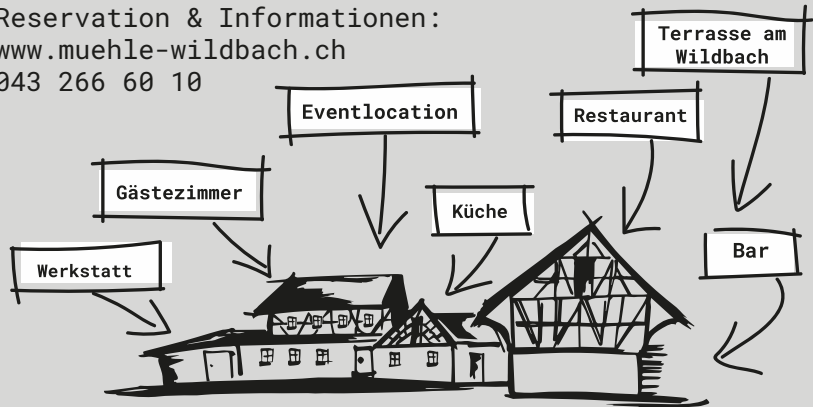 Reservation & Informationen:
www.muehle-wildbach.ch
043 266 60 10
Terrasse am
Wildbach
Eventlocation
Restaurant
Gästezimmer
Küche
Bar
Werkstatt